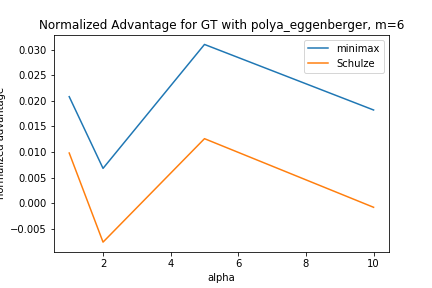 Normalized Advantage for GT with polya_eggenberger, m=6
minimax
Schulze
normalized advantage
0.030
0.025
0.020
0.015
0.010
0.005
0.000
−0.005
2
4
6
8
10
alpha